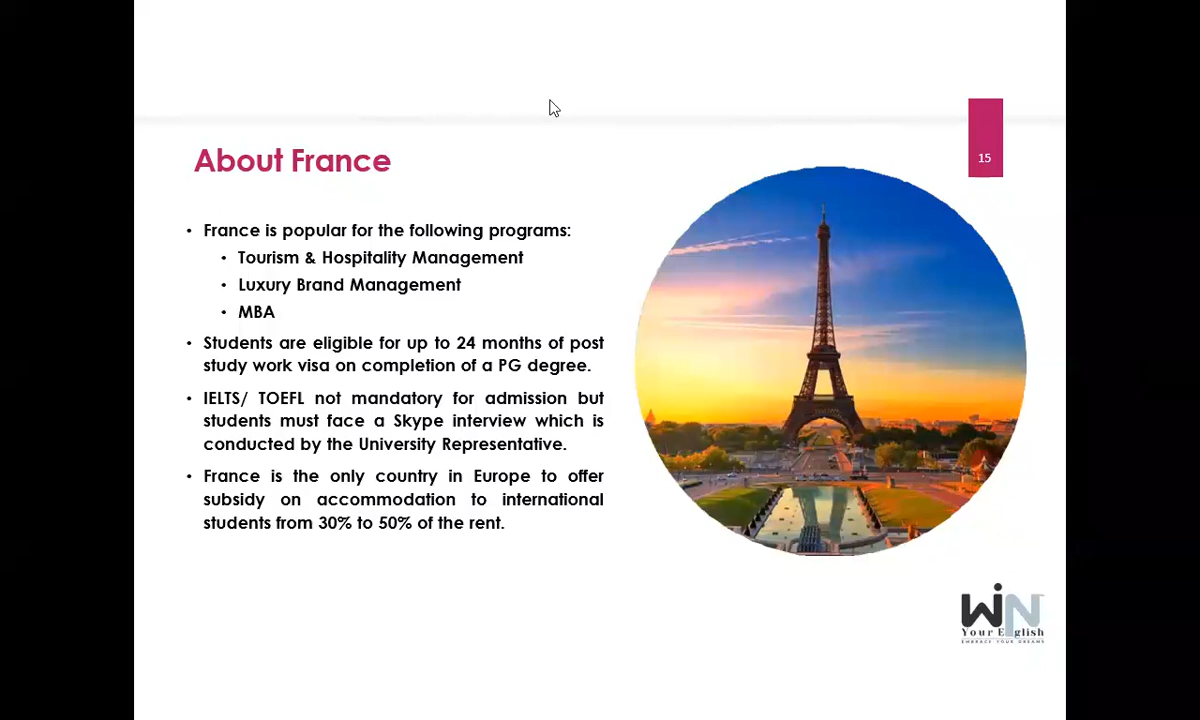 15
About France
• France is popular for the following programs:
• Tourism & Hospitality Management
• Luxury Brand Management
• MBA
• Students are eligible for up to 24 months of post
study work visa on completion of a PG degree.
• IELTS/ TOEFL not mandatory for admission but
students must face a Skype interview which is
conducted by the University Representative.
• France is the only country in Europe to offer
subsidy on accommodation to international
students from 30% to 50% of the rent.
WiN
Your English
EMBRACE YOUR DREAMS